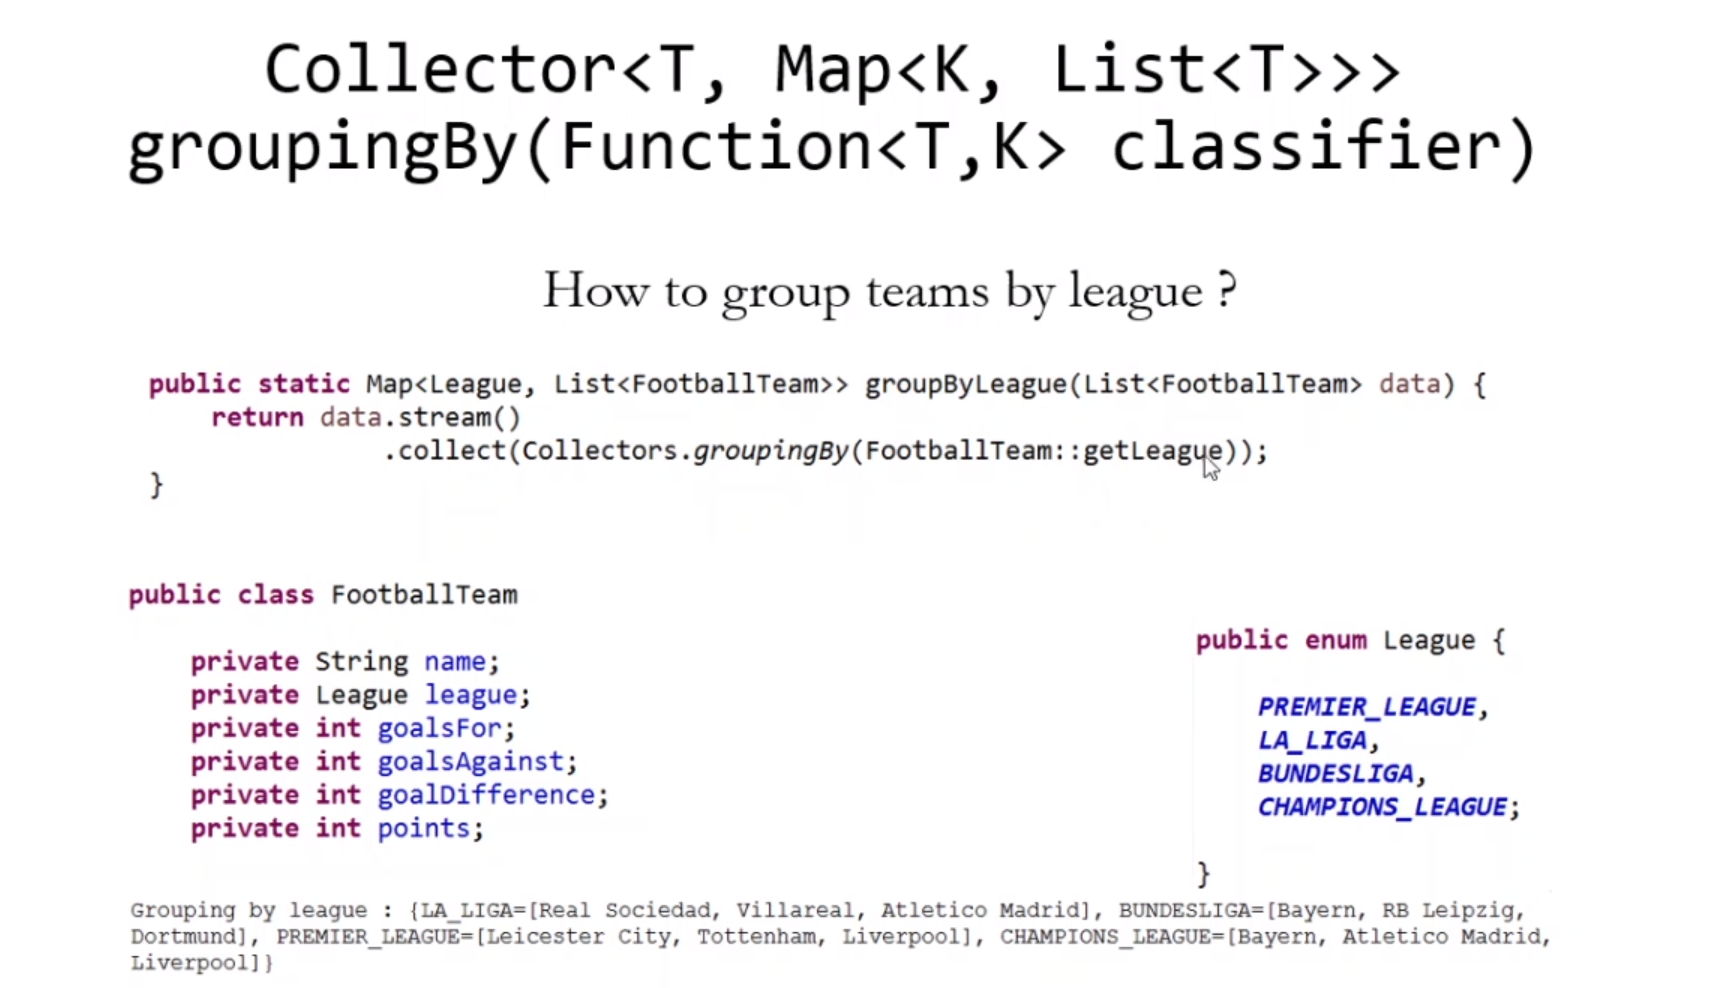 Collector<T, Map<K, List<T>>>
groupingBy(Function<T,K> classifier)
How to group teams by league ?
public static Map<League, List<FootballTeam>> groupByLeague(List<FootballTeam> data) {
return data.stream()
.collect(Collectors.groupingBy(FootballTeam::getLeague));
}
public class FootballTeam
private String name;
private League league;
private int goalsFor;
private int goalsAgainst;
private int goalDifference;
private int points;
public enum League {
PREMIER_LEAGUE,
LA_LIGA,
BUNDESLIGA,
CHAMPIONS_LEAGUE;
}
Grouping by league : {LA_LIGA=[Real Sociedad, Villareal, Atletico Madrid], BUNDESLIGA=[Bayern, RB Leipzig,
Dortmund], PREMIER_LEAGUE=[Leicester City, Tottenham, Liverpool], CHAMPIONS_LEAGUE=[Bayern, Atletico Madrid,
Liverpool]}